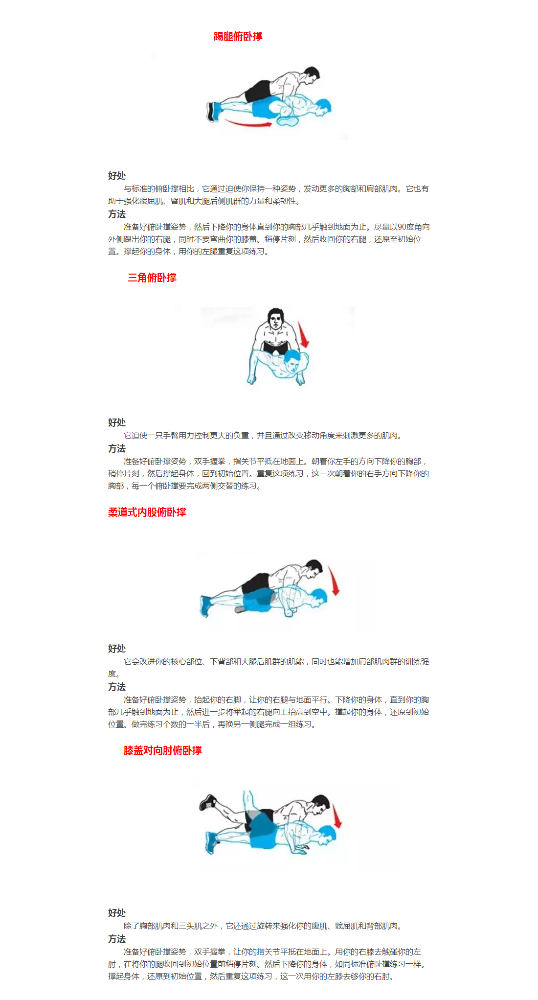 踢腿俯卧撑
好处
与标准的俯卧撑相比，它通过迫使你保持一种姿势，发动更多的胸部和肩部肌肉。它也有
助于强化髋屈肌、臀肌和大腿后侧肌群的力量和柔韧性。
方法
准备好俯卧撑姿势，然后下降你的身体直到你的胸部几乎触到地面为止。尽量以90度角向
外侧踢出你的右腿，同时不要弯曲你的膝盖。稍停片刻，然后收回你的右腿，还原至初始位
置。撑起你的身体，用你的左腿重复这项练习。
三角俯卧撑
好处
它迫使一只手臂用力控制更大的负重，并且通过改变移动角度来刺激更多的肌肉。
方法
准备好俯卧撑姿势，双手握拳，指关节平抵在地面上。朝着你左手的方向下降你的胸部，
稍停片刻，然后撑起身体，回到初始位置。重复这项练习，这一次朝着你的右手方向下降你的
胸部，每一个俯卧撑要完成两侧交替的练习。
柔道式内股俯卧撑
好处
它会改进你的核心部位、下背部和大腿后肌群的肌能，同时也能增加肩部肌肉群的训练强
度。
方法
准备好俯卧撑姿势，抬起你的右脚，让你的右腿与地面平行。下降你的身体，直到你的胸
部几乎触到地面为止，然后进一步将举起的右腿向上抬高到空中。撑起你的身体，还原到初始
位置。做完练习个数的一半后，再换另一侧腿完成一组练习。
膝盖对向肘俯卧撑
好处
除了胸部肌肉和三头肌之外，它还通过旋转来强化你的腹肌、髋屈肌和背部肌肉。
方法
准备好俯卧撑姿势，双手握拳，让你的指关节平抵在地面上。用你的右膝去触碰你的左
肘，在将你的腿收回到初始位置前稍停片刻。然后下降你的身体，如同标准俯卧撑练习一样。
撑起身体，还原到初始位置，然后重复这项练习，这一次用你的左膝去够你的右肘。